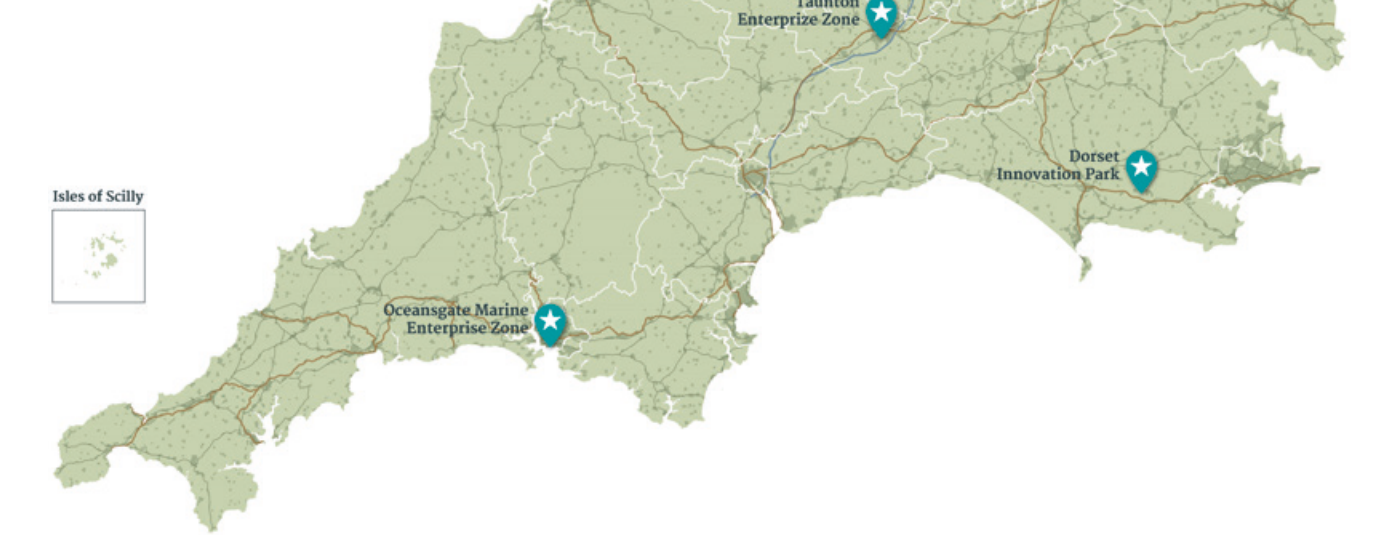 Taunton
Enterprize Zone
Dorset
Innovation Park
Isles of Scilly
Oceansgate Marine
Enterprise Zone